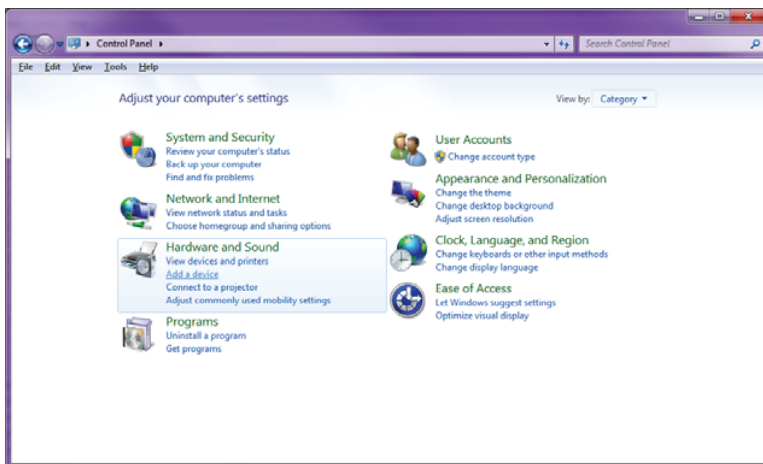 Control Panel
Search Control Panel
File Edit View Tools Help
Adjust your computer's settings
View by: Category
System and Security
Review your computer's status
Back up your computer
Find and fix problems
Network and Internet
View network status and tasks
Choose homegroup and sharing options
Hardware and Sound
View devices and printers
Add a device
Connect to a projector
Adjust commonly used mobility settings
Programs
Uninstall a program
Get programs
User Accounts
Change account type
Appearance and Personalization
Change the theme
Change desktop background
Adjust screen resolution
Clock, Language, and Region
Change keyboards or other input methods
Change display language
Ease of Access
Let Windows suggest settings
Optimize visual display